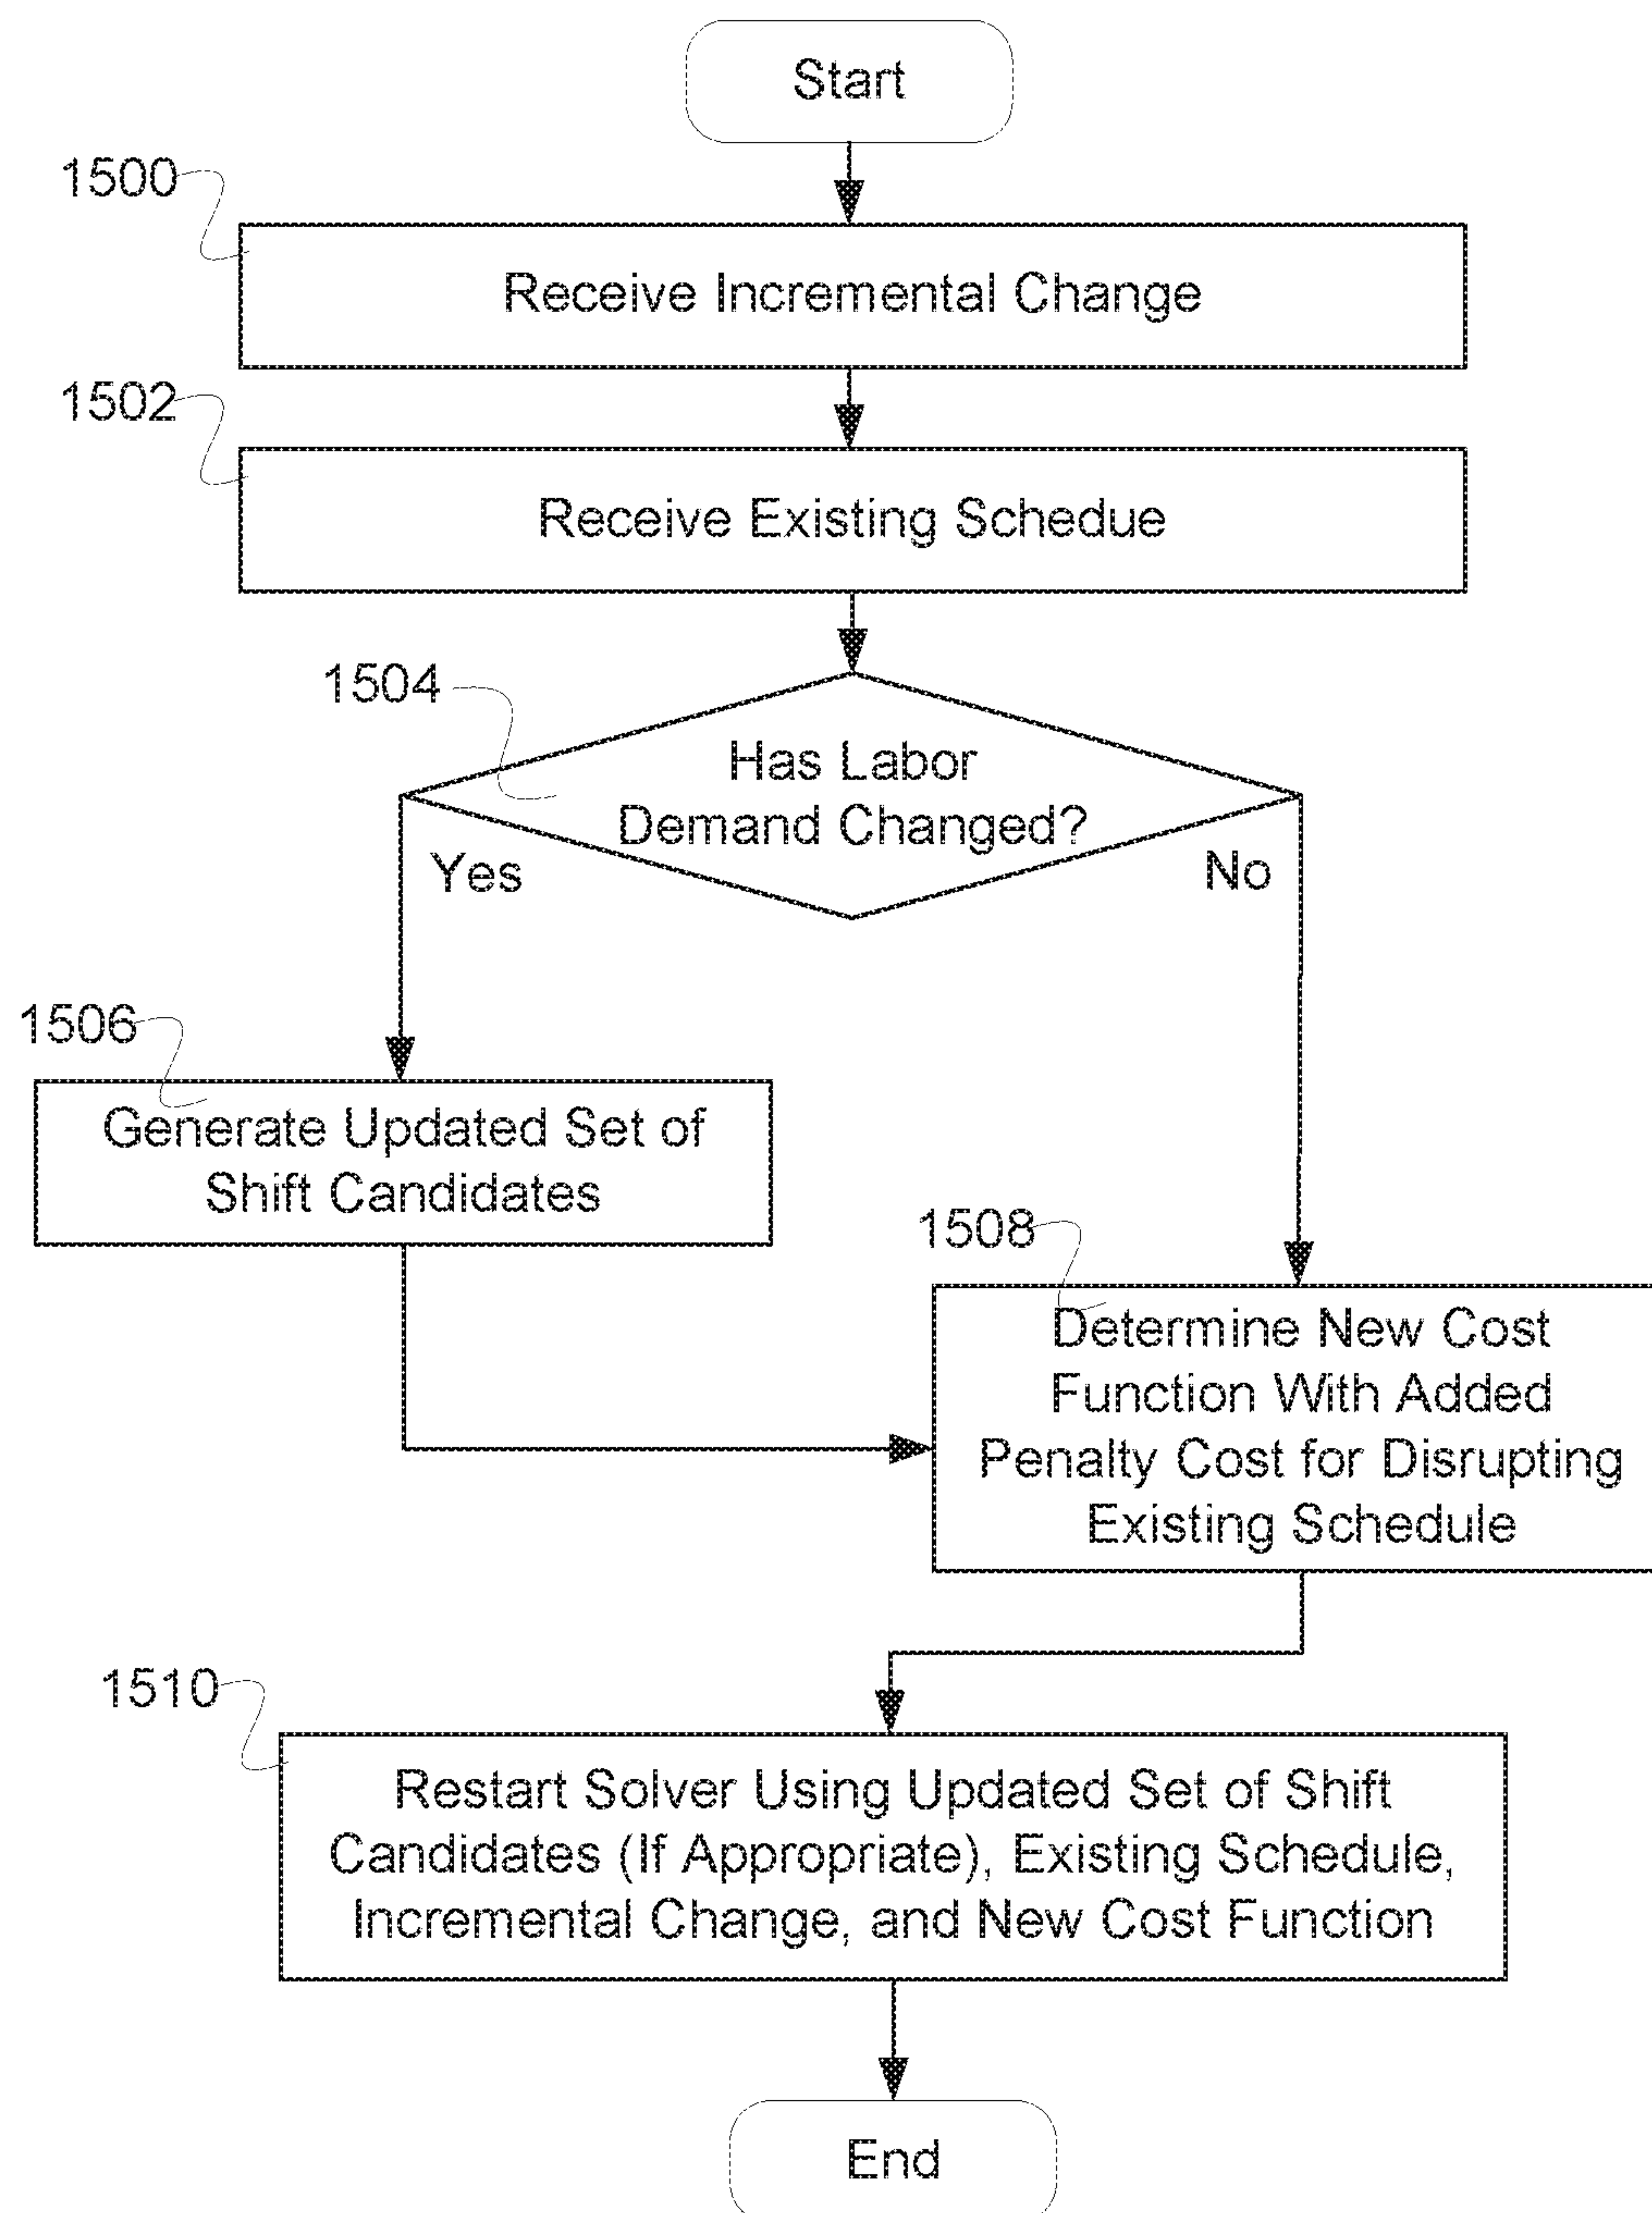 Start
1500
Receive Incremental Change
1502
Receive Existing Schedue
1504
Has Labor
Demand Changed?
Yes
No
1506
Generate Updated Set of
Shift Candidates
1508
Determine New Cost
Function With Added
Penalty Cost for Disrupting
Existing Schedule
1510
Restart Solver Using Updated Set of Shift
Candidates (If Appropriate), Existing Schedule,
Incremental Change, and New Cost Function
End